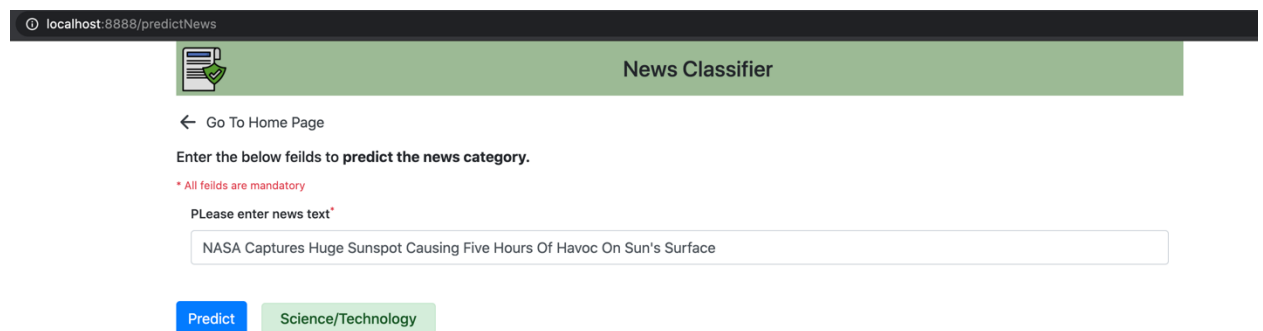 localhost:8888/predictNews
News Classifier
Go To Home Page
Enter the below feilds to predict the news category.
* All feilds are mandatory
PLease enter news text*
NASA Captures Huge Sunspot Causing Five Hours Of Havoc On Sun's Surface
Predict Science/Technology